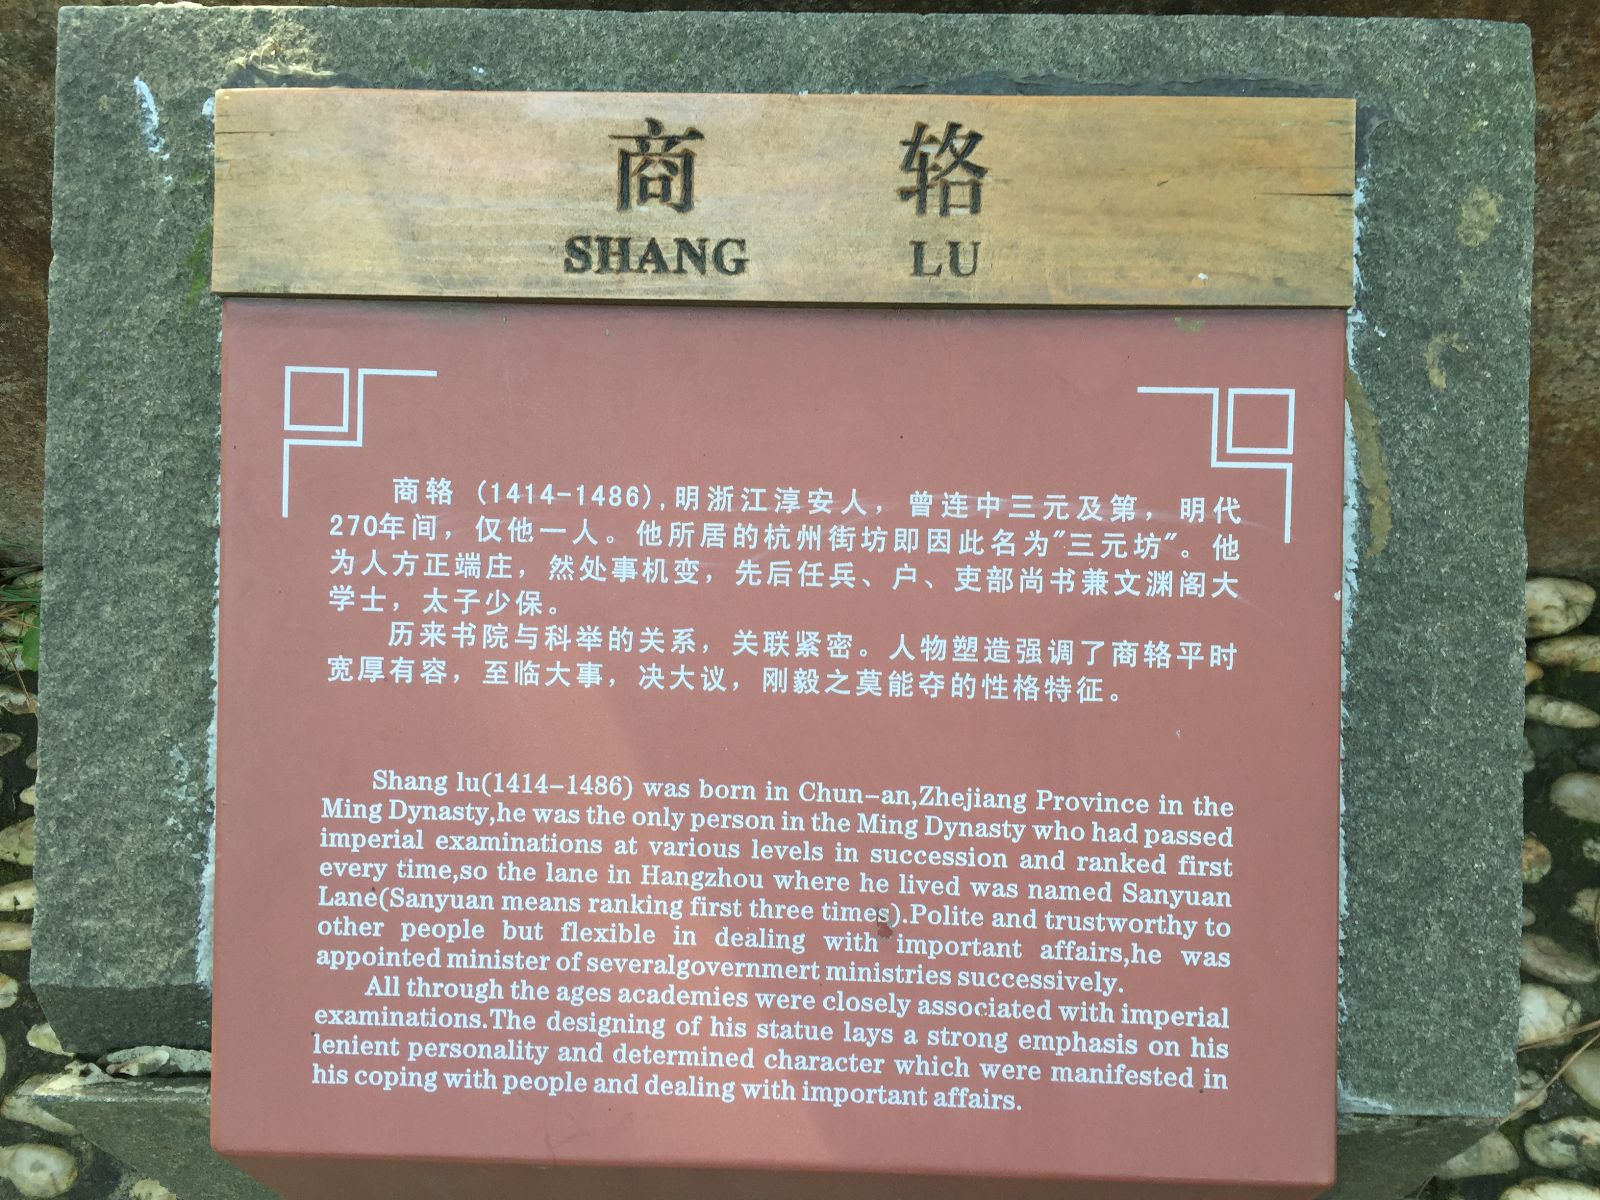 商 辂
SHANG LU
商辂 (1414-1486),明浙江淳安人，曾连中三元及第，明代
270年间，仅他一人。他所居的杭州街坊即因此名为"三元坊"。他
为人方正端庄，然处事机变，先后任兵、户、吏部尚书兼文渊阁大
学士，太子少保。
历来书院与科举的关系，关联紧密。人物塑造强调了商辂平时
宽厚有容，至临大事，决大议，刚毅之莫能夺的性格特征。
Shang lu(1414-1486) was born in Chun-an,Zhejiang Province in the
Ming Dynasty,he was the only person in the Ming Dynasty who had passed
imperial examinations at various levels in succession and ranked first
every time,so the lane in Hangzhou where he lived was named Sanyuan
Lane(Sanyuan means ranking first three times).Polite and trustworthy to
other people but flexible in dealing with important affairs,he was
appointed minister of severalgovernmert ministries successively.
All through the ages academies were closely associated with imperial
examinations.The designing of his statue lays a strong emphasis on his
lenient personality and determined character which were manifested in
his coping with people and dealing with important affairs.